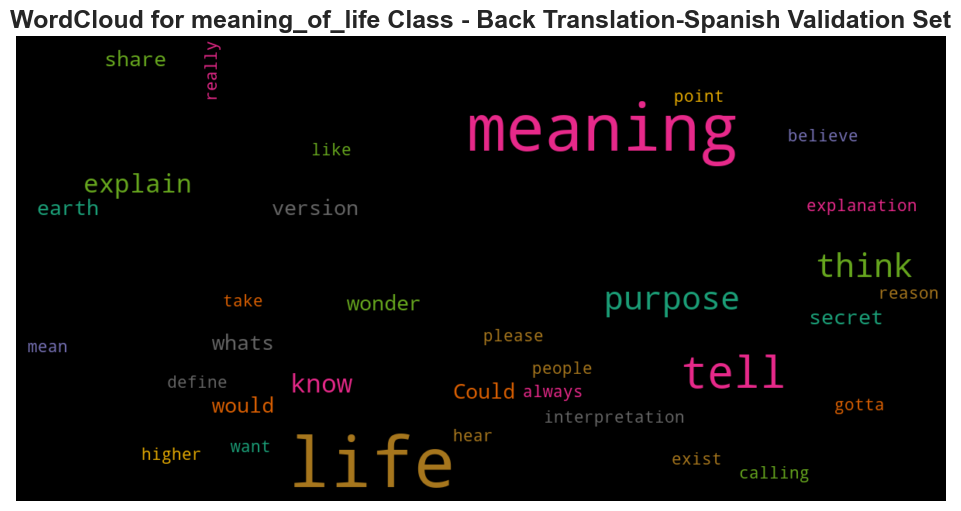 WordCloud for meaning_of_life Class - Back Translation-Spanish Validation Set
share
really
point
meaning
believe
like
explain
earth
version
explanation
think
take
wonder
purpose
reason
secret
whats
please
mean
define
know
people
tell
would
Could
always
gotta
interpretation
higher
want
hear
life
exist
calling